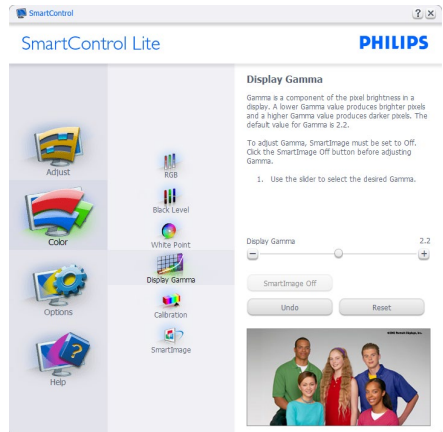 SmartControl
SmartControl Lite
PHILIPS
Adjust
Color
Options
Help
RGB
Black Level
White Point
Display Gamma
Calibration
SmartImage
Display Gamma
Gamma is a component of the pixel brightness in a
display. A lower Gamma value produces brighter pixels
and a higher Gamma value produces darker pixels. The
default value for Gamma is 2.2.
To adjust Gamma, SmartImage must be set to Off.
Click the SmartImage Off button before adjusting
Gamma.
1. Use the slider to select the desired Gamma.
Display Gamma 2.2
SmartImage Off
Undo Reset